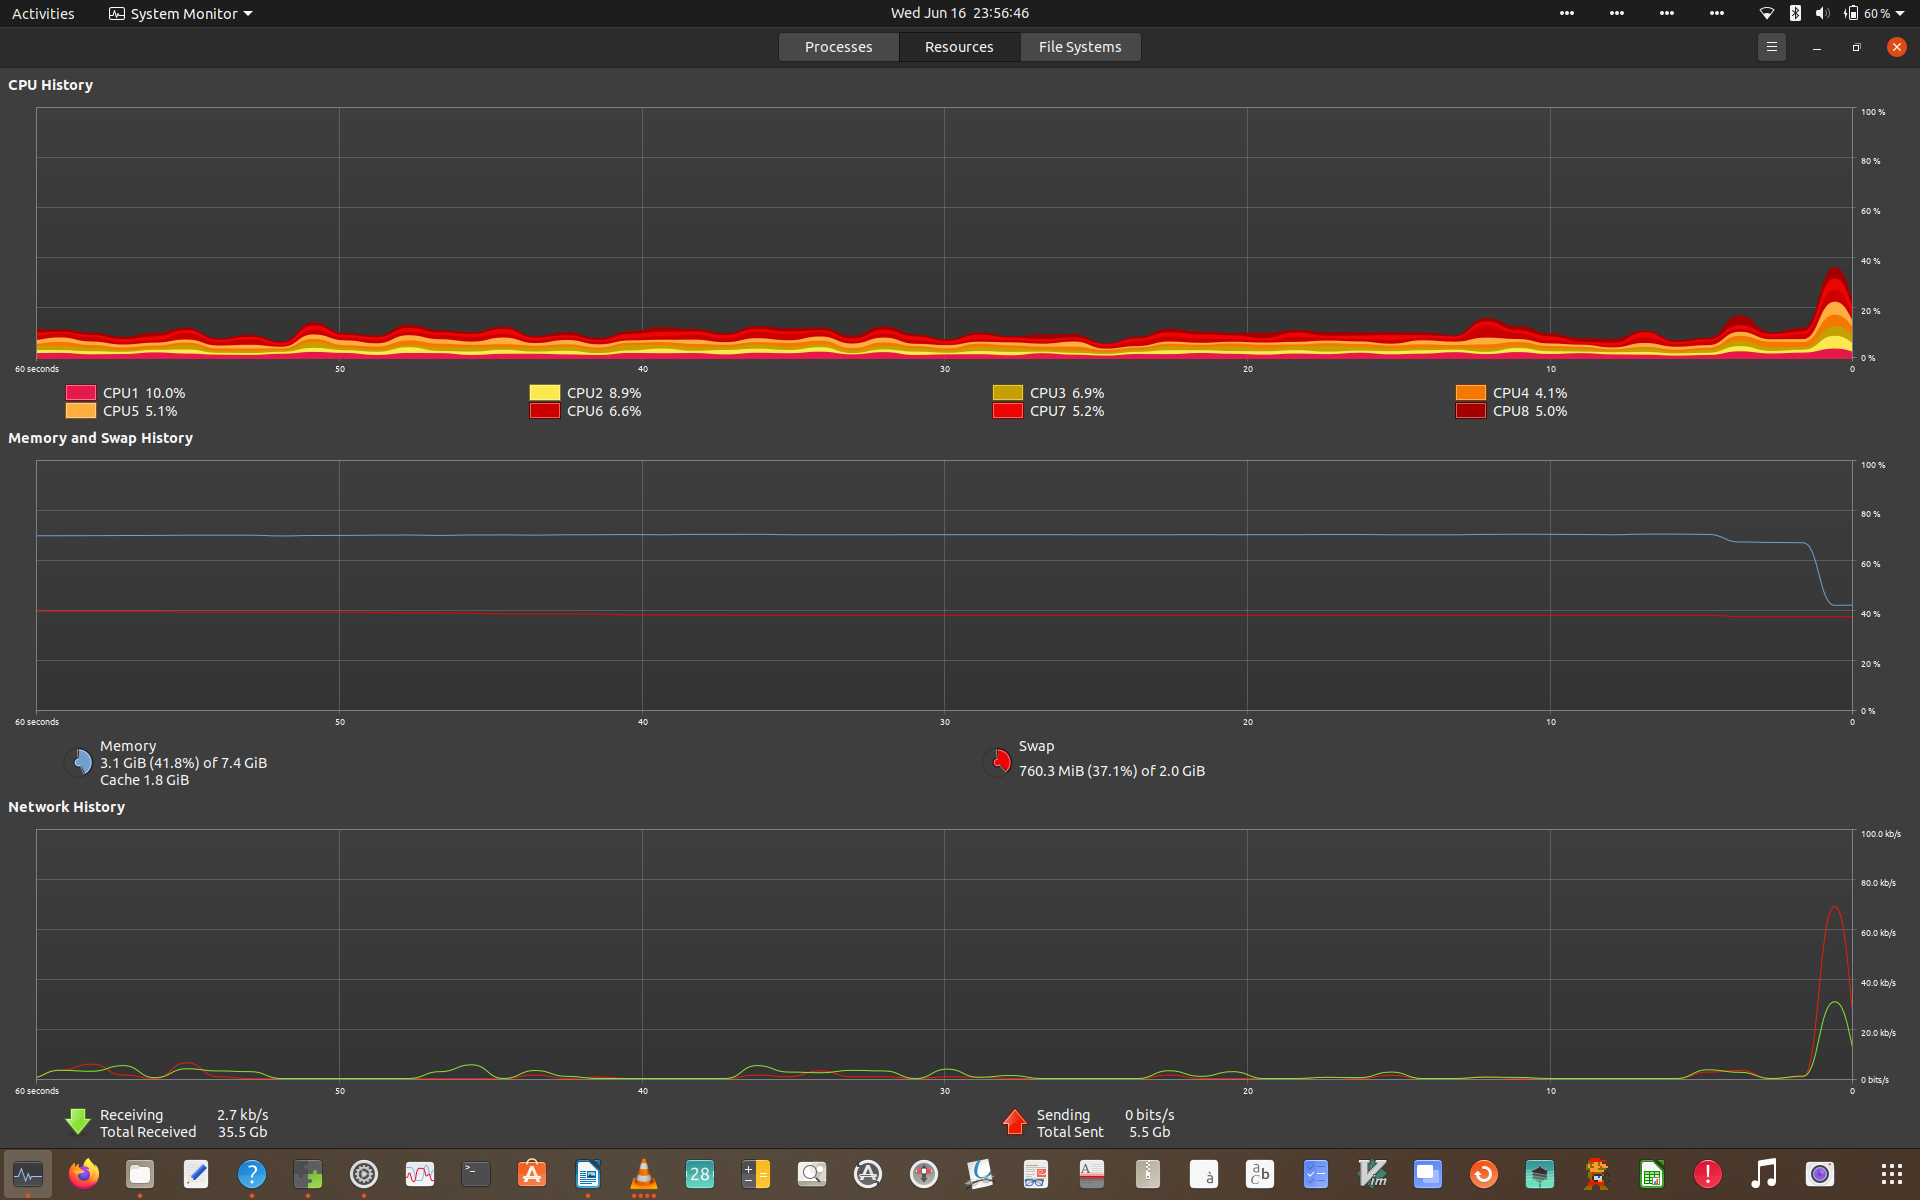 Activities
System Monitor
Wed Jun 16  23:56:46
60 %
Processes
Resources
File Systems
CPU History
100 %
80 %
60 %
40 %
20 %
0 %
60 seconds
50
40
30
20
10
0
CPU1  10.0%
CPU2  8.9%
CPU3  6.9%
CPU4  4.1%
CPU5  5.1%
CPU6  6.6%
CPU7  5.2%
CPU8  5.0%
Memory and Swap History
100 %
80 %
60 %
40 %
20 %
0 %
60 seconds
50
40
30
20
10
0
Memory
3.1 GiB (41.8%) of 7.4 GiB
Cache 1.8 GiB
Swap
760.3 MiB (37.1%) of 2.0 GiB
Network History
100.0 kb/s
80.0 kb/s
60.0 kb/s
40.0 kb/s
20.0 kb/s
0 bits/s
60 seconds
50
40
30
20
10
0
Receiving
2.7 kb/s
Total Received
35.5 Gb
Sending
0 bits/s
Total Sent
5.5 Gb
?
>_
28
A
à
a b c
Vim
!